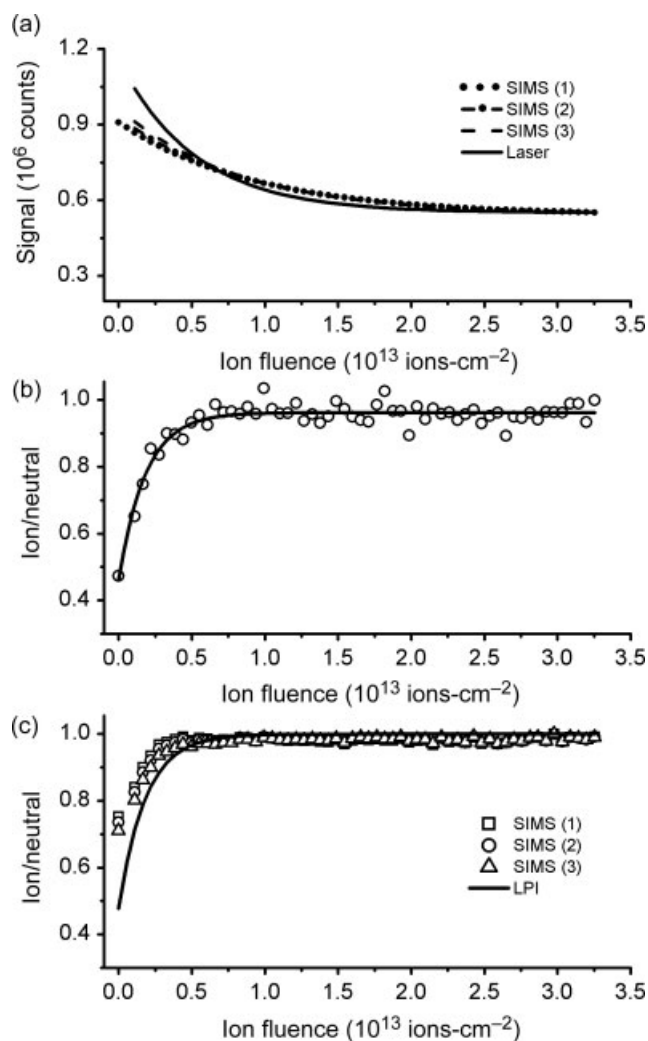 (a)
1.2
0.9
0.6
0.3
Signal (10⁶ counts)
SIMS (1)
SIMS (2)
SIMS (3)
Laser
0.0 0.5 1.0 1.5 2.0 2.5 3.0 3.5
Ion fluence (10¹³ ions-cm⁻²)
(b)
1.0
0.8
0.6
0.4
Ion/neutral
0.0 0.5 1.0 1.5 2.0 2.5 3.0 3.5
Ion fluence (10¹³ ions-cm⁻²)
(c)
1.0
0.8
0.6
0.4
Ion/neutral
SIMS (1)
SIMS (2)
SIMS (3)
LPI
0.0 0.5 1.0 1.5 2.0 2.5 3.0 3.5
Ion fluence (10¹³ ions-cm⁻²)